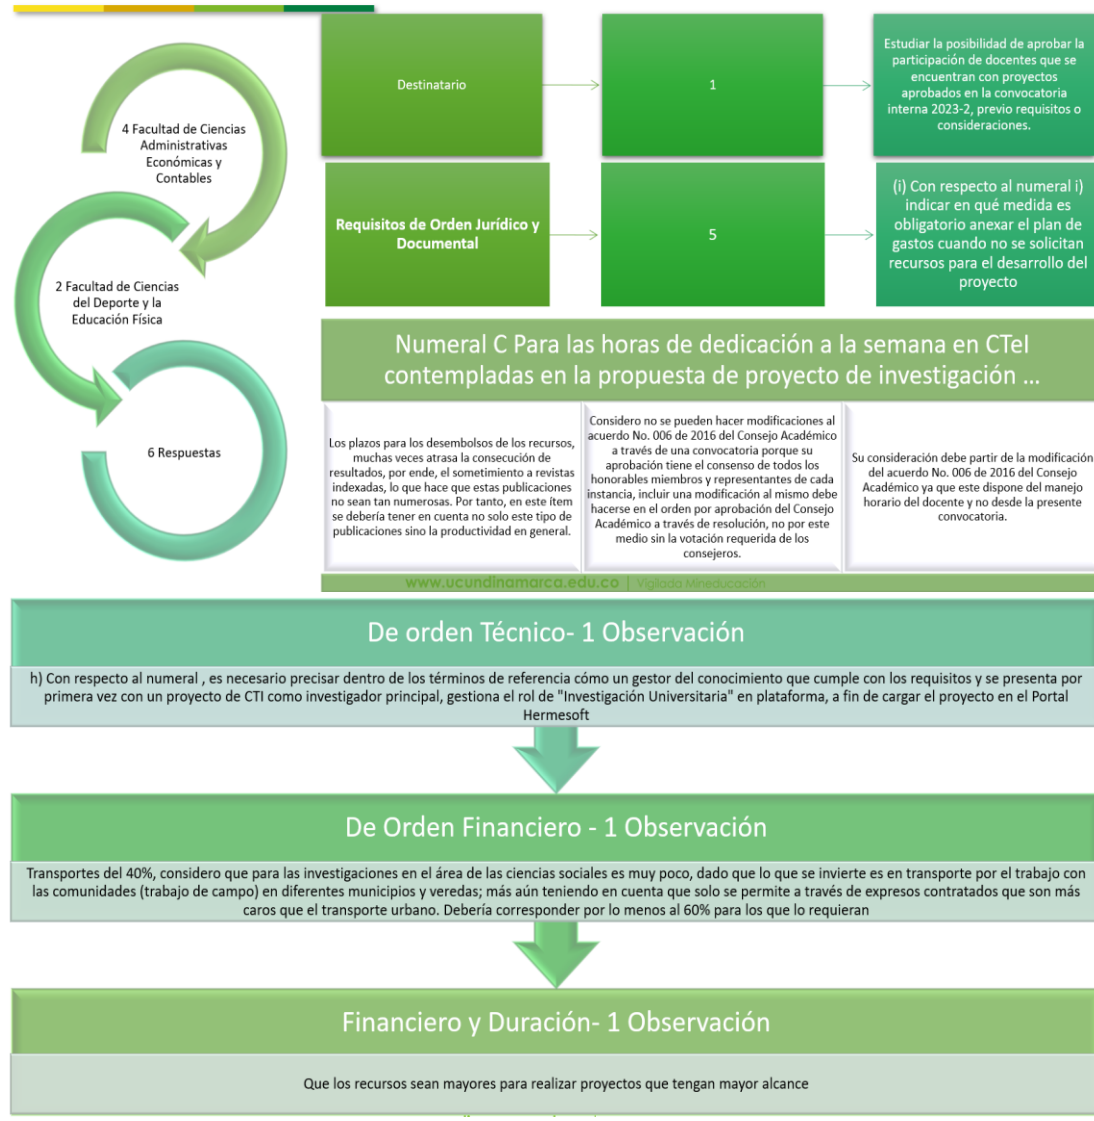 4 Facultad de Ciencias
Administrativas
Económicas y
Contables
2 Facultad de Ciencias
del Deporte y la
Educación Física
6 Respuestas
Destinatario
1
Estudiar la posibilidad de aprobar la
participación de docentes que se
encuentran con proyectos
aprobados en la convocatoria
interna 2023-2, previo requisitos o
consideraciones.
Requisitos de Orden Jurídico y
Documental
5
(i) Con respecto al numeral i)
indicar en qué medida es
obligatorio anexar el plan de
gastos cuando no se solicitan
recursos para el desarrollo del
proyecto
Numeral C Para las horas de dedicación a la semana en CTeI
contempladas en la propuesta de proyecto de investigación ...
Los plazos para los desembolsos de los recursos,
muchas veces atrasa la consecución de
resultados, por ende, el sometimiento a revistas
indexadas, lo que hace que estas publicaciones
no sean tan numerosas. Por tanto, en este ítem
se debería tener en cuenta no solo este tipo de
publicaciones sino la productividad en general.
Considero no se pueden hacer modificaciones al
acuerdo No. 006 de 2016 del Consejo Académico
a través de una convocatoria porque su
aprobación tiene el consenso de todos los
honorables miembros y representantes de cada
instancia, incluir una modificación al mismo debe
hacerse en el orden por aprobación del Consejo
Académico a través de resolución, no por este
medio sin la votación requerida de los
consejeros.
Su consideración debe partir de la modificación
del acuerdo No. 006 de 2016 del Consejo
Académico ya que este dispone del manejo
horario del docente y no desde la presente
convocatoria.
www.ucundinamarca.edu.co | Vigilada Mineducación
De orden Técnico- 1 Observación
h) Con respecto al numeral , es necesario precisar dentro de los términos de referencia cómo un gestor del conocimiento que cumple con los requisitos y se presenta por
primera vez con un proyecto de CTI como investigador principal, gestiona el rol de "Investigación Universitaria" en plataforma, a fin de cargar el proyecto en el Portal
Hermesoft
De Orden Financiero - 1 Observación
Transportes del 40%, considero que para las investigaciones en el área de las ciencias sociales es muy poco, dado que lo que se invierte es en transporte por el trabajo con
las comunidades (trabajo de campo) en diferentes municipios y veredas; más aún teniendo en cuenta que solo se permite a través de expresos contratados que son más
caros que el transporte urbano. Debería corresponder por lo menos al 60% para los que lo requieran
Financiero y Duración- 1 Observación
Que los recursos sean mayores para realizar proyectos que tengan mayor alcance